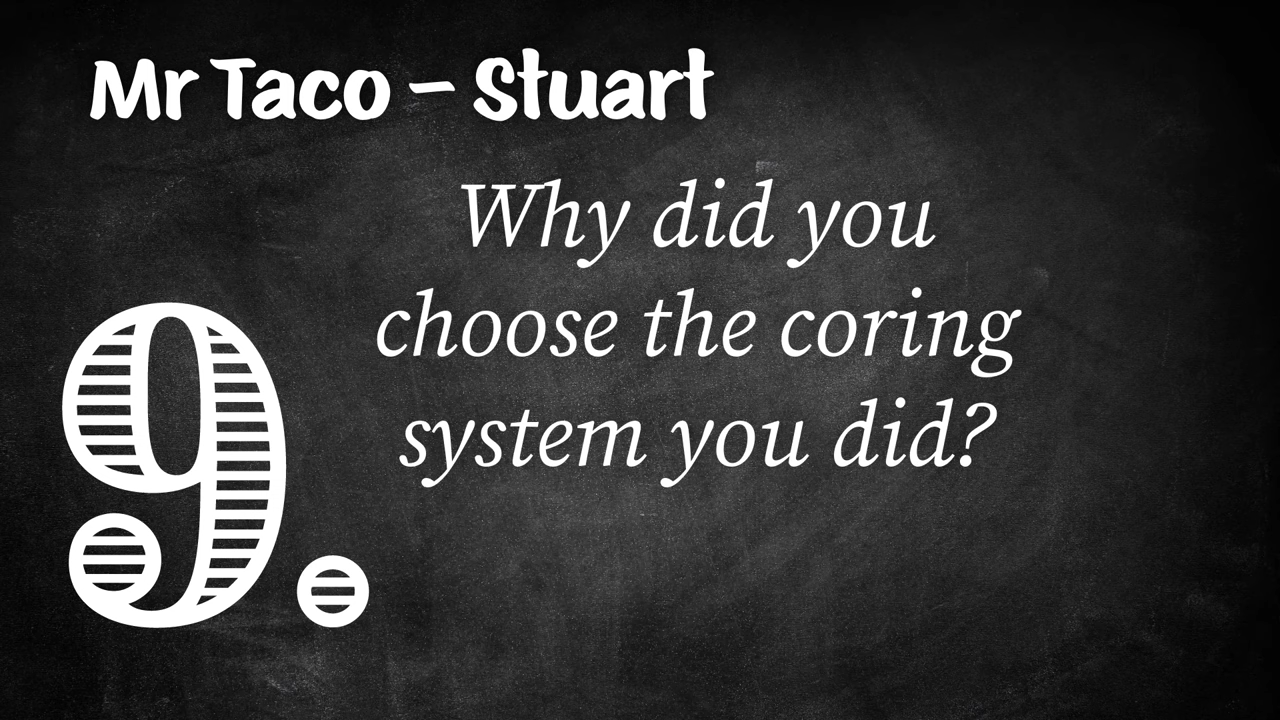 Mr Taco – Stuart
Why did you
choose the coring
system you did?
9.